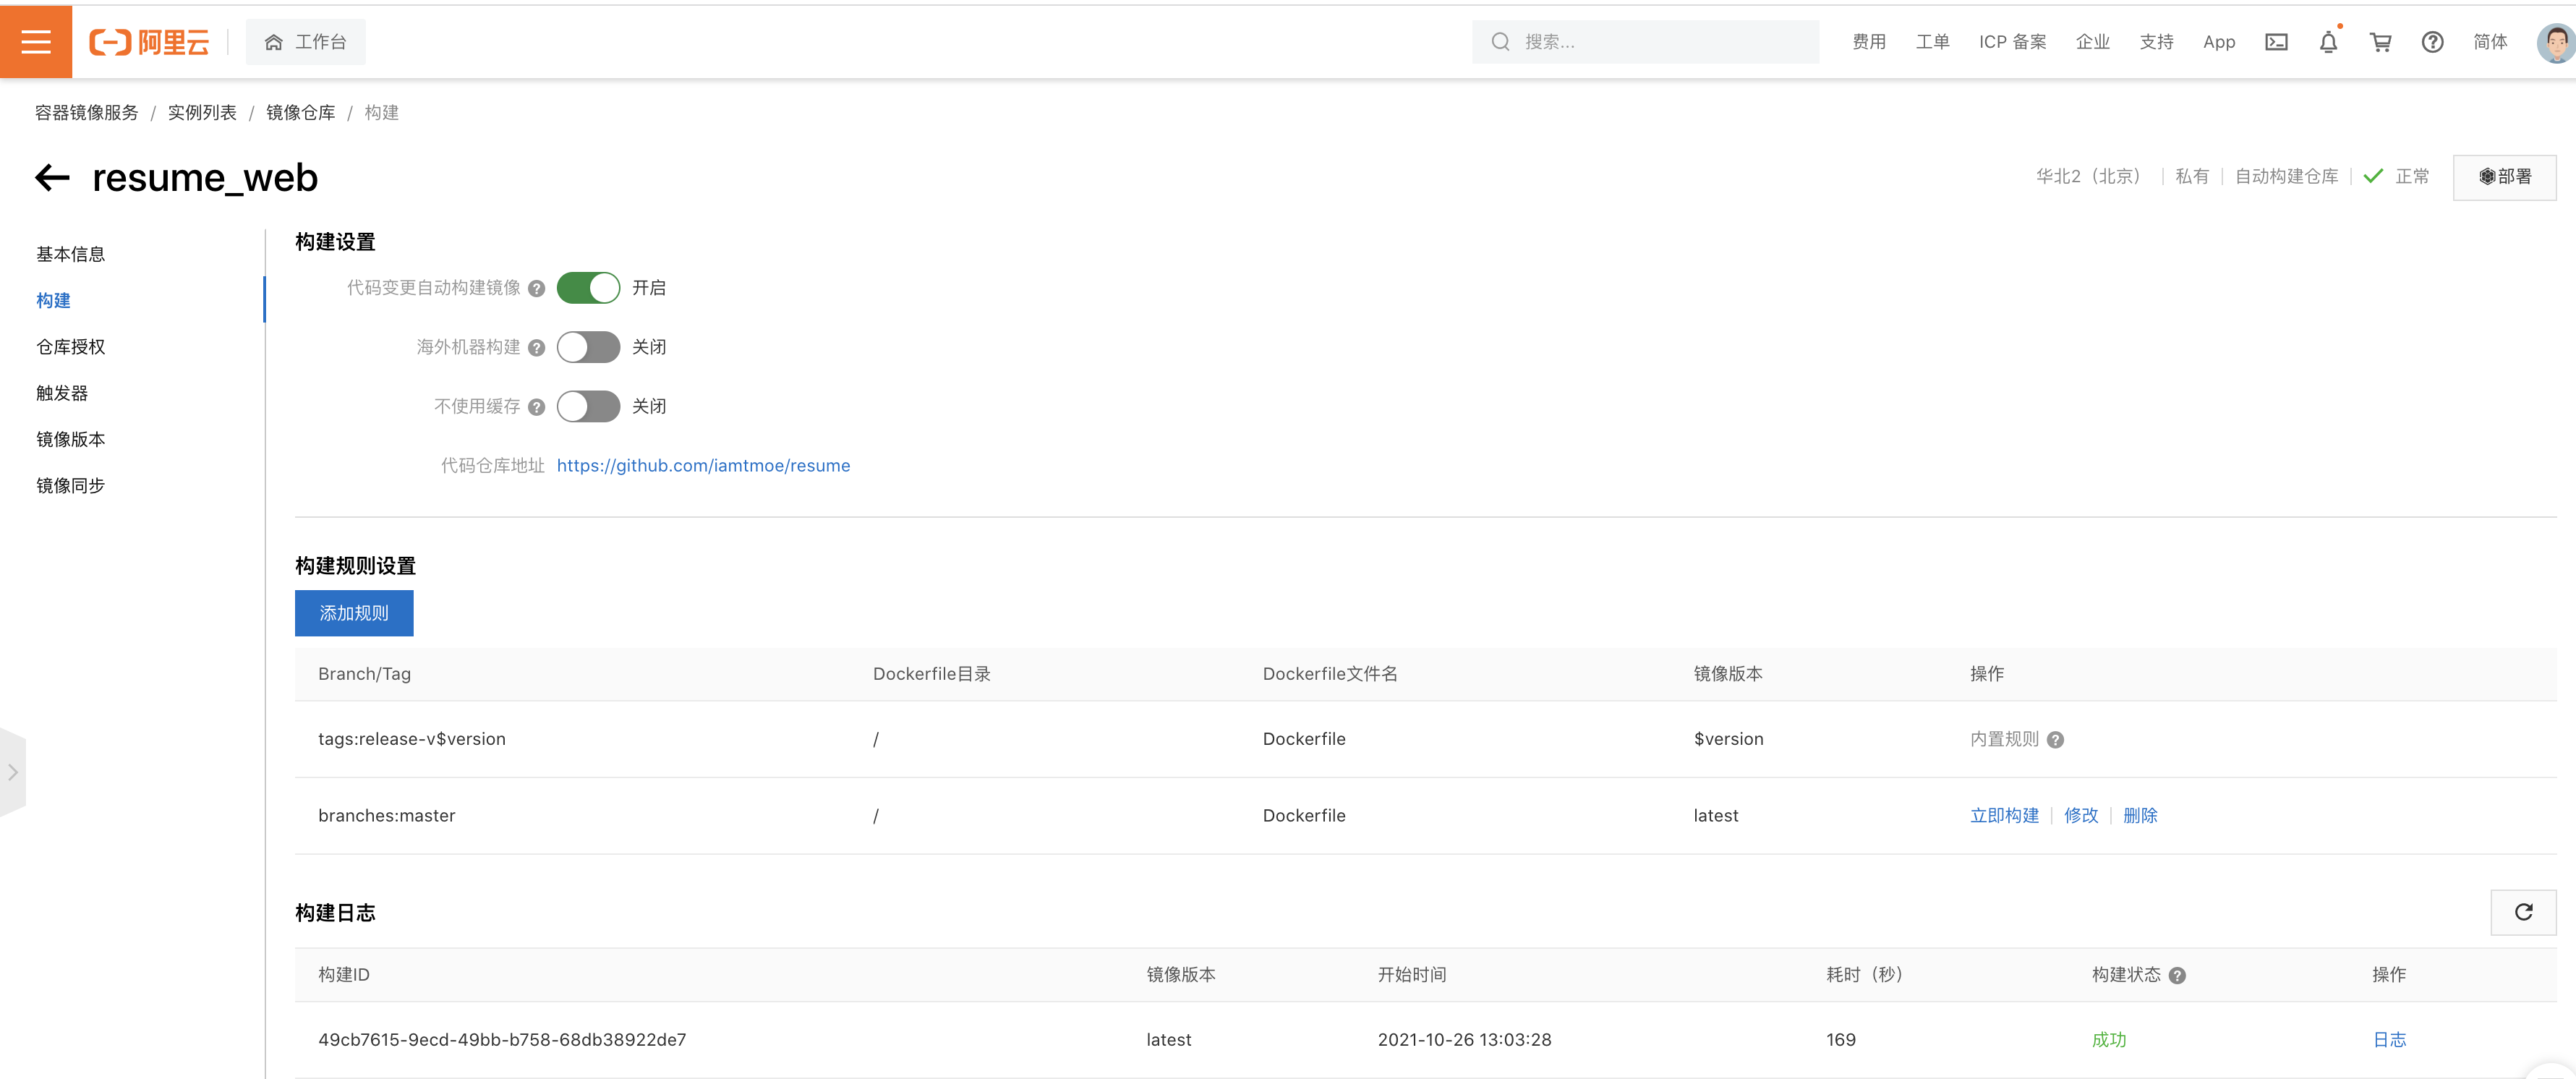 阿里云 工作台 搜索... 费用 工单 ICP 备案 企业 支持 App 简体
容器镜像服务 / 实例列表 / 镜像仓库 / 构建
resume_web 华北2（北京） 私有 自动构建仓库 正常 部署
基本信息
构建
仓库授权
触发器
镜像版本
镜像同步
构建设置
代码变更自动构建镜像 开启
海外机器构建 关闭
不使用缓存 关闭
代码仓库地址 https://github.com/iamtmoe/resume
构建规则设置
添加规则
Branch/Tag Dockerfile目录 Dockerfile文件名 镜像版本 操作
tags:release-v$version / Dockerfile $version 内置规则
branches:master / Dockerfile latest 立即构建 修改 删除
构建日志
构建ID 镜像版本 开始时间 耗时（秒） 构建状态 操作
49cb7615-9ecd-49bb-b758-68db38922de7 latest 2021-10-26 13:03:28 169 成功 日志